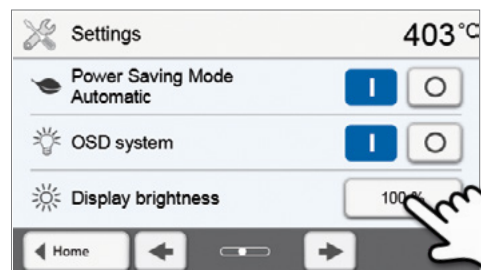 Settings 403°C
Power Saving Mode
Automatic I O
OSD system I O
Display brightness 100 %
Home